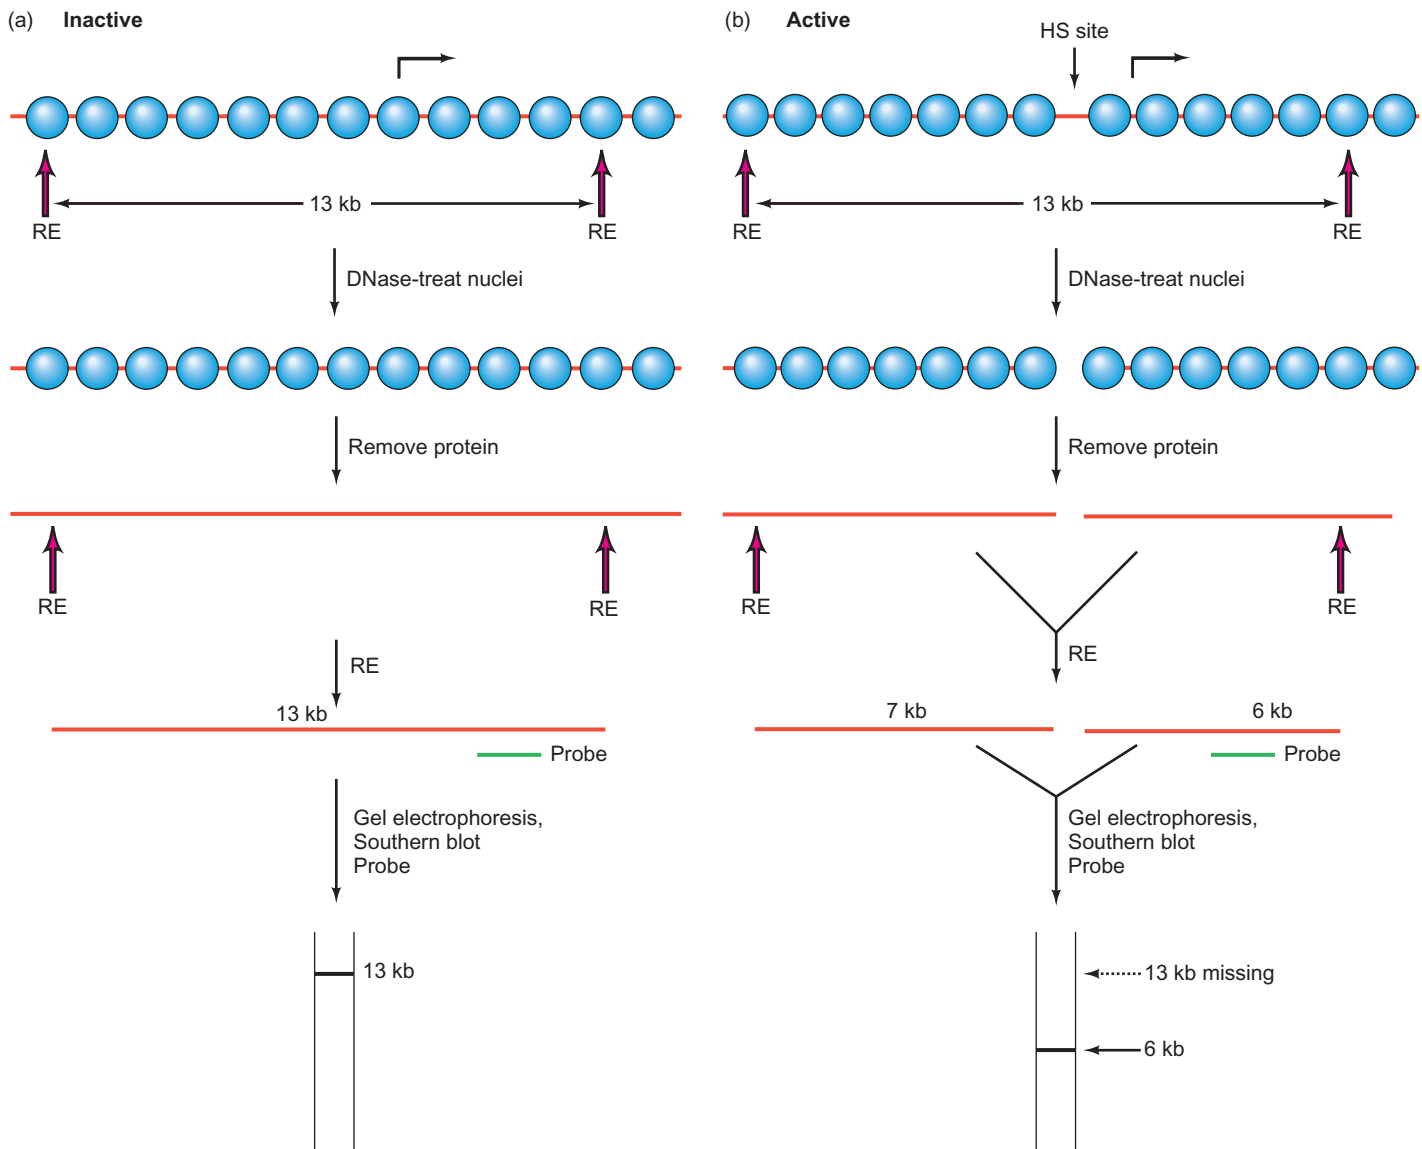 (a) Inactive
13 kb
RE
RE
DNase-treat nuclei
Remove protein
RE
RE
RE
13 kb
Probe
Gel electrophoresis,
Southern blot
Probe
13 kb
(b) Active
HS site
13 kb
RE
RE
DNase-treat nuclei
Remove protein
RE
RE
RE
7 kb
6 kb
Probe
Gel electrophoresis,
Southern blot
Probe
13 kb missing
6 kb